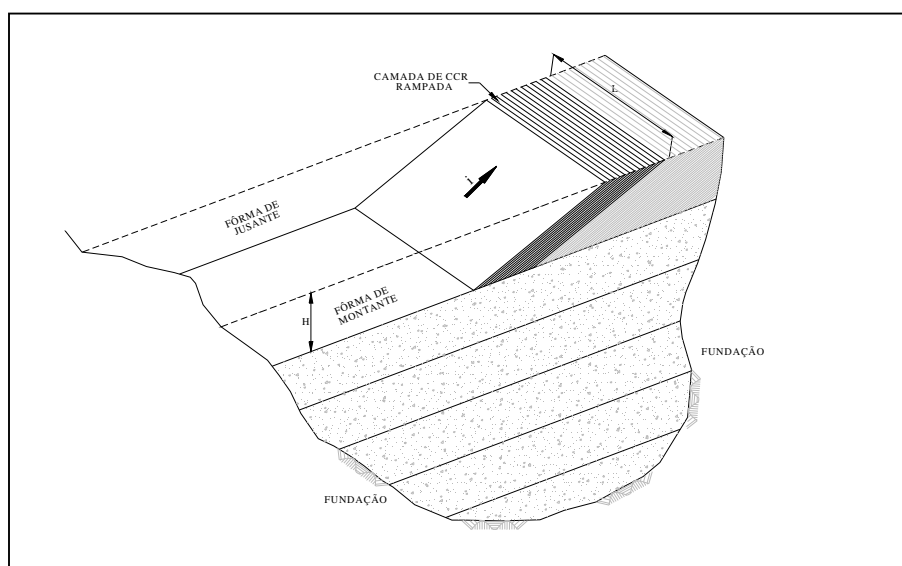 CAMADA DE CCR
RAMPADA
L
i
FÔRMA DE
JUSANTE
FÔRMA DE
MONTANTE
H
FUNDAÇÃO
FUNDAÇÃO